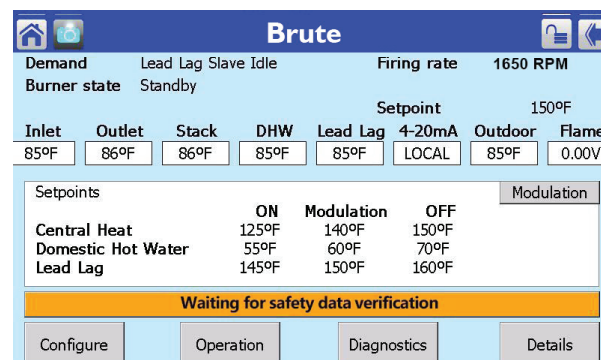 Brute
Demand Lead Lag Slave Idle Firing rate 1650 RPM
Burner state Standby
Setpoint 150ºF
Inlet Outlet Stack DHW Lead Lag 4-20mA Outdoor Flame
85ºF 86ºF 86ºF 85ºF 85ºF LOCAL 85ºF 0.00V
Setpoints Modulation
ON Modulation OFF
Central Heat 125ºF 140ºF 150ºF
Domestic Hot Water 55ºF 60ºF 70ºF
Lead Lag 145ºF 150ºF 160ºF
Waiting for safety data verification
Configure Operation Diagnostics Details